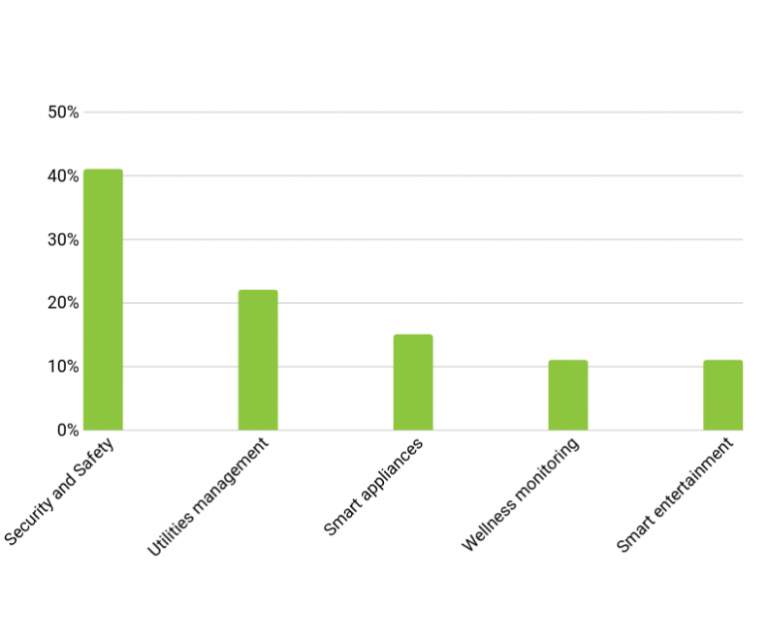 50%
40%
30%
20%
10%
0%
Security and Safety
Utilities management
Smart appliances
Wellness monitoring
Smart entertainment